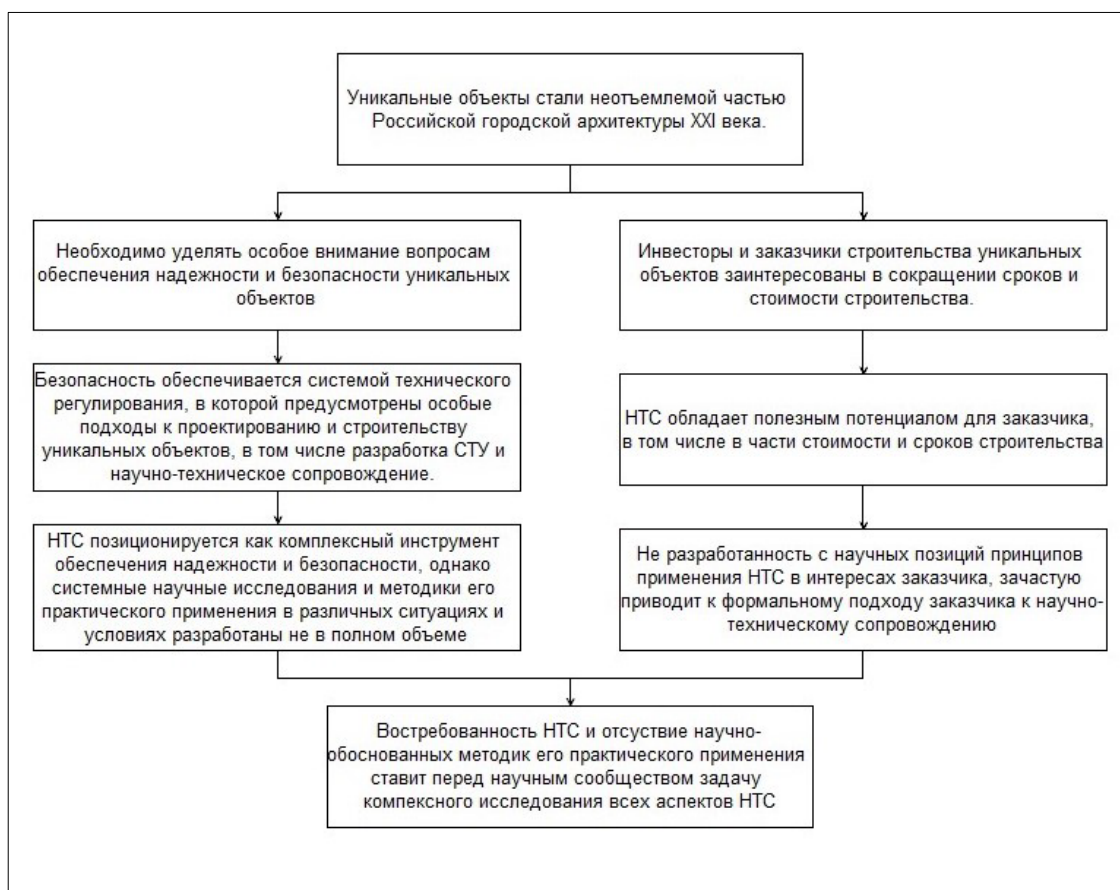 Уникальные объекты стали неотъемлемой частью
Российской городской архитектуры XXI века.
Необходимо уделять особое внимание вопросам
обеспечения надежности и безопасности уникальных
объектов
Безопасность обеспечивается системой технического
регулирования, в которой предусмотрены особые
подходы к проектированию и строительству
уникальных объектов, в том числе разработка СТУ и
научно-техническое сопровождение.
НТС позиционируется как комплексный инструмент
обеспечения надежности и безопасности, однако
системные научные исследования и методики его
практического применения в различных ситуациях и
условиях разработаны не в полном объеме
Инвесторы и заказчики строительства уникальных
объектов заинтересованы в сокращении сроков и
стоимости строительства.
НТС обладает полезным потенциалом для заказчика,
в том числе в части стоимости и сроков строительства
Не разработанность с научных позиций принципов
применения НТС в интересах заказчика, зачастую
приводит к формальному подходу заказчика к научно-
техническому сопровождению
Востребованность НТС и отсуствие научно-
обоснованных методик его практического применения
ставит перед научным сообществом задачу
компексного исследования всех аспектов НТС